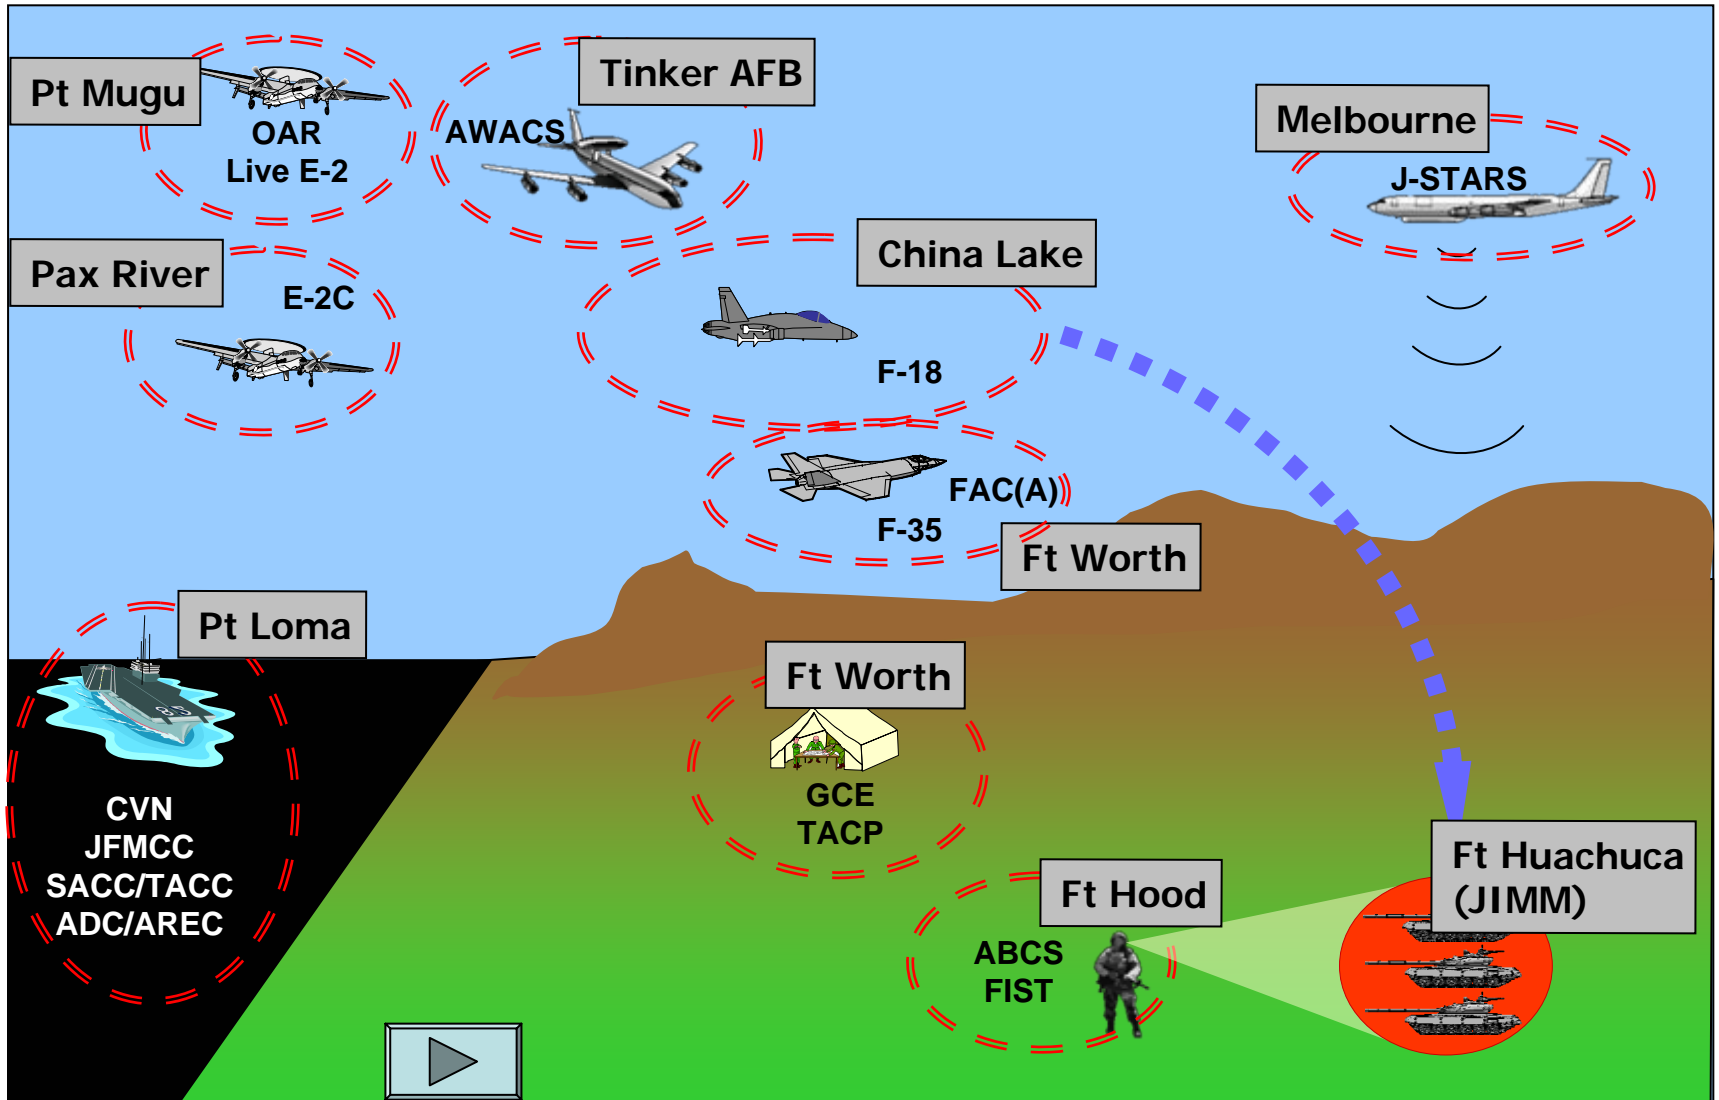 Pt Mugu
OAR
Live E-2
Tinker AFB
AWACS
Melbourne
J-STARS
Pax River
E-2C
China Lake
F-18
FAC(A)
F-35
Ft Worth
Pt Loma
CVN
JFMCC
SACC/TACC
ADC/AREC
Ft Worth
GCE
TACP
Ft Hood
ABCS
FIST
Ft Huachuca
(JIMM)